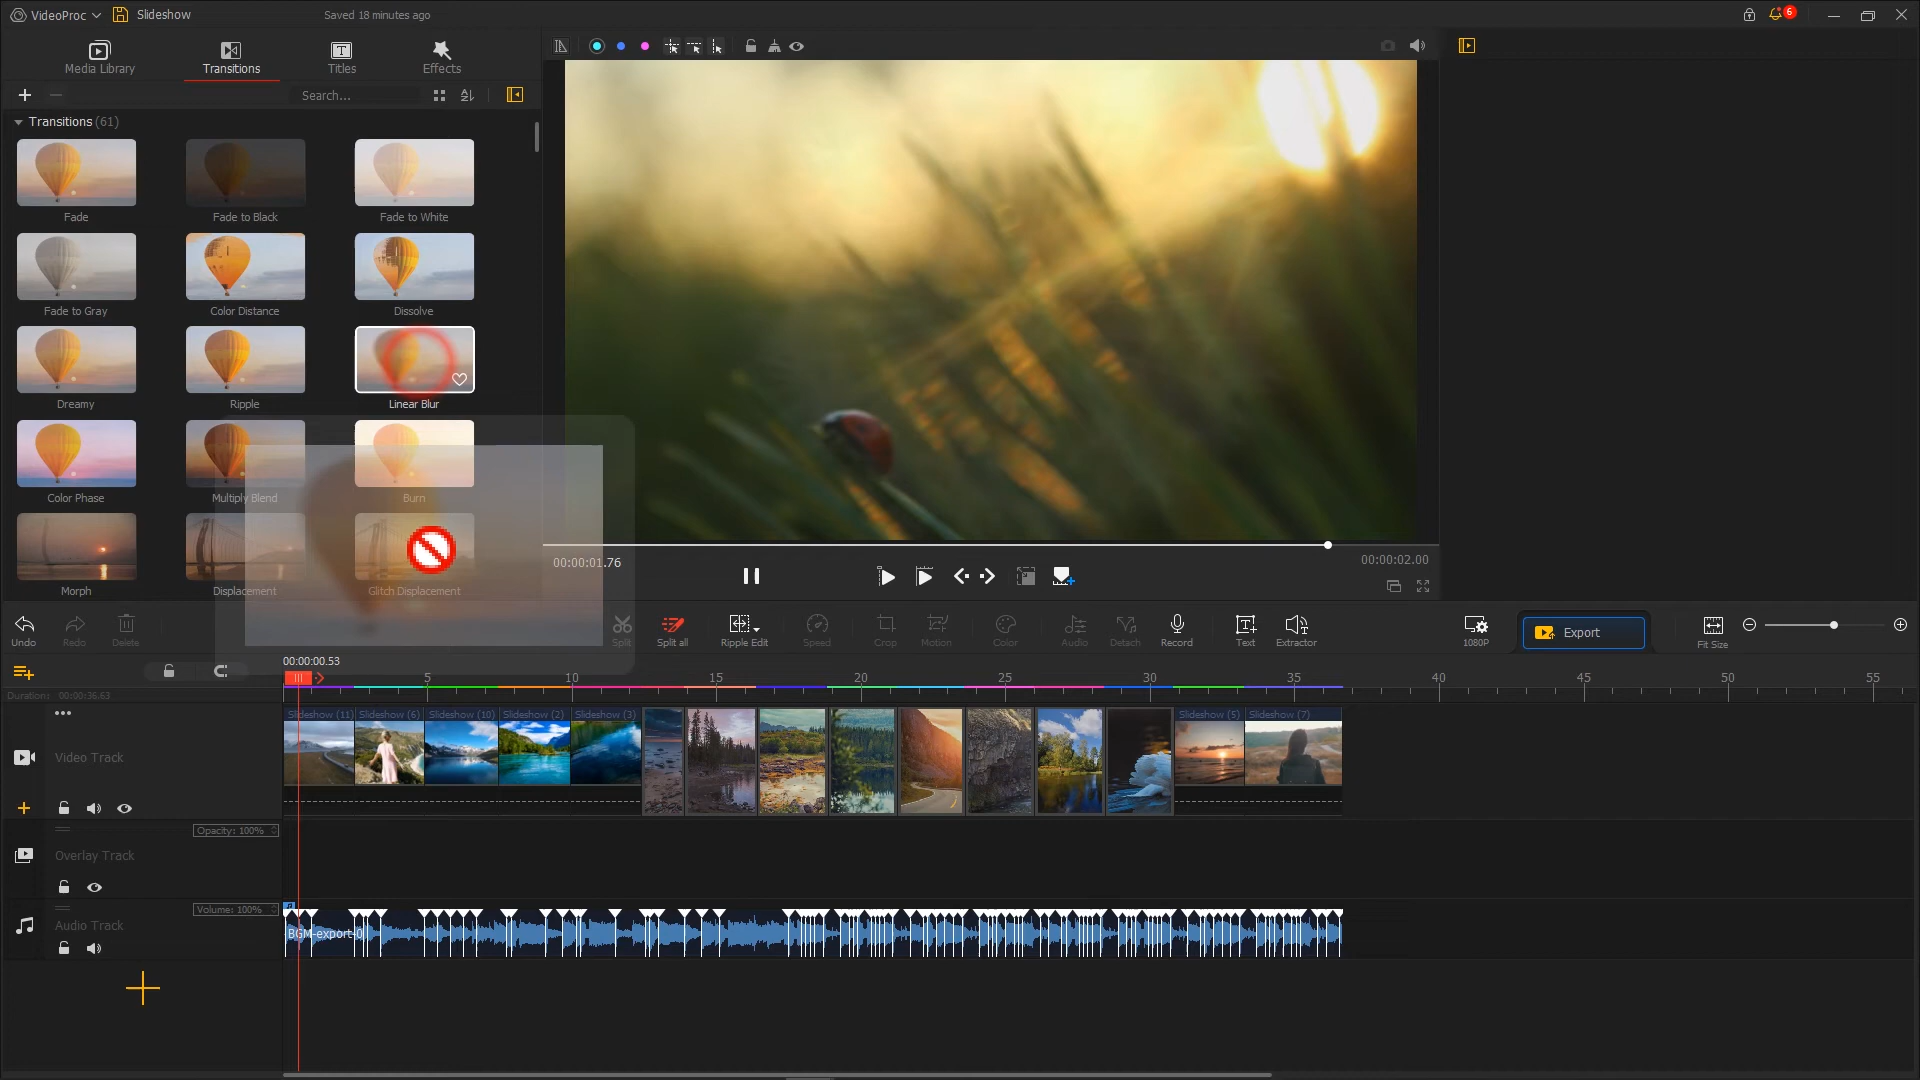 VideoProc
Slideshow
Saved 18 minutes ago
6
Media Library
Transitions
Titles
Effects
Search...
Transitions (61)
Fade
Fade to Black
Fade to White
Fade to Gray
Color Distance
Dissolve
Dreamy
Ripple
Linear Blur
Color Phase
Multiply Blend
Burn
Morph
Displacement
Glitch Displacement
00:00:01.76
00:00:02.00
Undo
Redo
Delete
Split
Split all
Ripple Edit
Speed
Crop
Motion
Color
Audio
Detach
Record
Text
Extractor
1080P
Export
Fit Size
00:00:00.53
5
10
15
20
25
30
35
40
45
50
55
Duration: 00:00:36.63
Slideshow (11)
Slideshow (6)
Slideshow (10)
Slideshow (2)
Slideshow (3)
Slideshow (5)
Slideshow (7)
Video Track
Opacity: 100%
Overlay Track
Volume: 100%
Audio Track
BGM-export-0